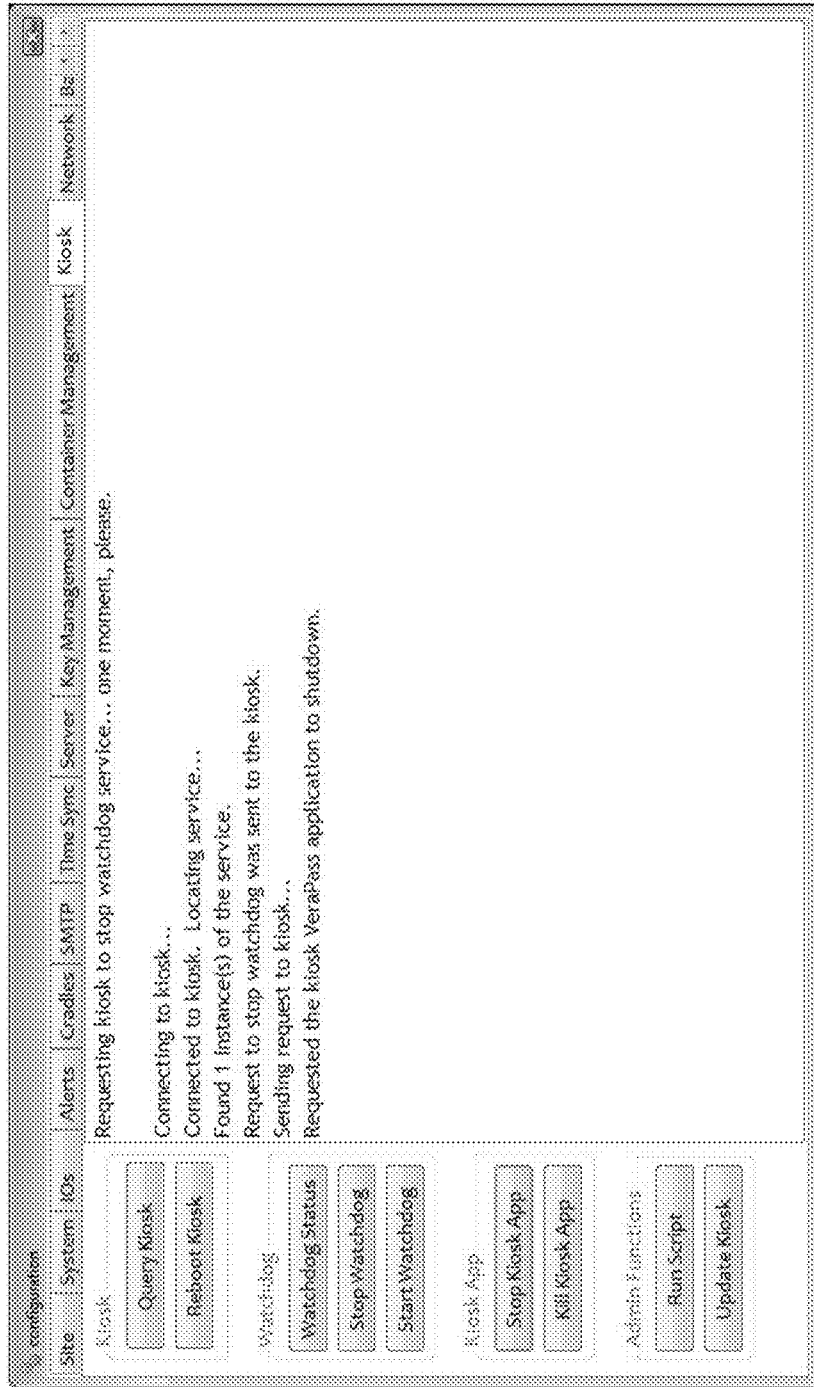 configuration
Site System IOs Alerts Cradles SMTP Time Sync Server Key Management Container Management Kiosk Network Ba
Kiosk
Query Kiosk
Reboot Kiosk
Watchdog
Watchdog Status
Stop Watchdog
Start Watchdog
Kiosk App
Stop Kiosk App
Kill Kiosk App
Admin Functions
Run Script
Update Kiosk
Requesting kiosk to stop watchdog service... one moment, please.
Connecting to kiosk...
Connected to kiosk. Locating service...
Found 1 instance(s) of the service.
Request to stop watchdog was sent to the kiosk.
Sending request to kiosk...
Requested the kiosk VeraPass application to shutdown.